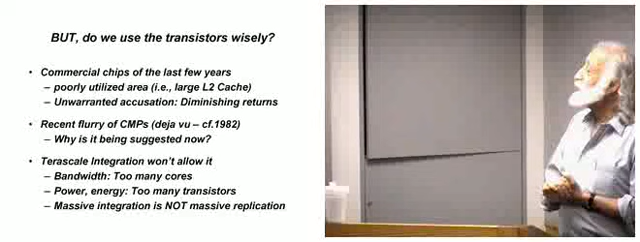 BUT, do we use the transistors wisely?
• Commercial chips of the last few years
– poorly utilized area (i.e., large L2 Cache)
– Unwarranted accusation: Diminishing returns
• Recent flurry of CMPs (deja vu – cf.1982)
– Why is it being suggested now?
• Terascale Integration won't allow it
– Bandwidth: Too many cores
– Power, energy: Too many transistors
– Massive integration is NOT massive replication